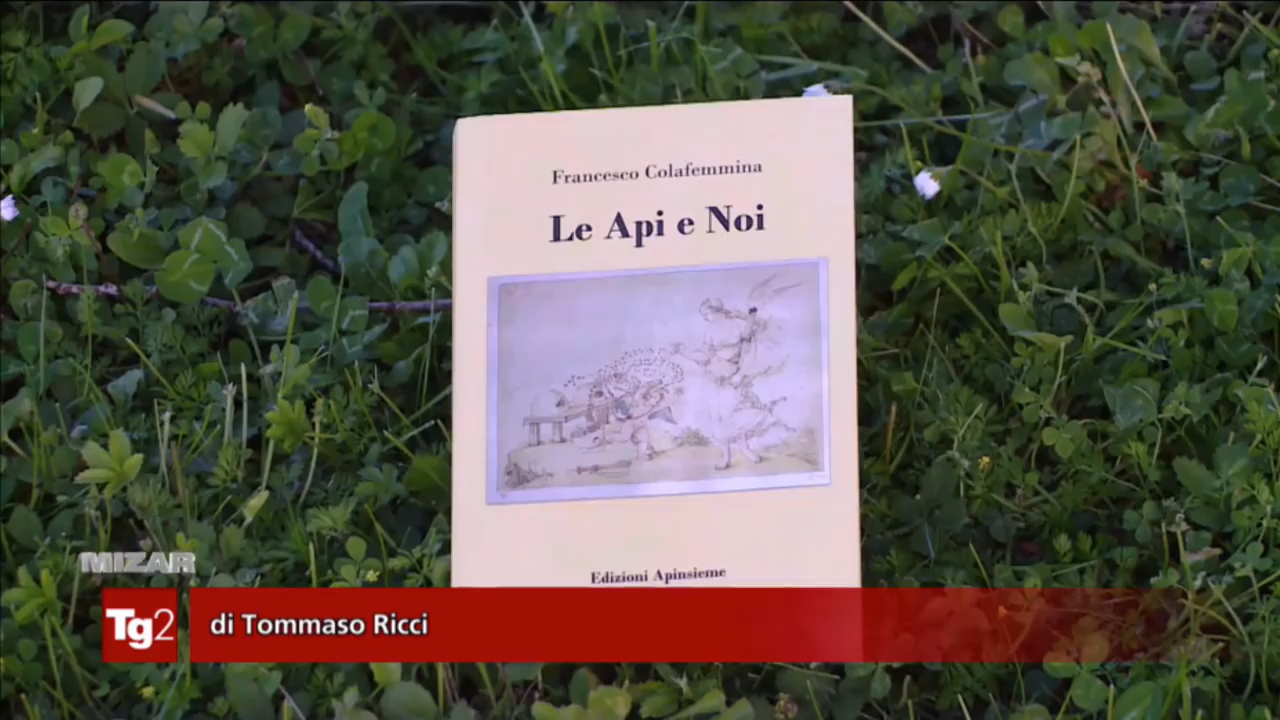 Francesco Colafemmina
Le Api e Noi
Edizioni Apinsieme
MIZAR
Tg2
di Tommaso Ricci